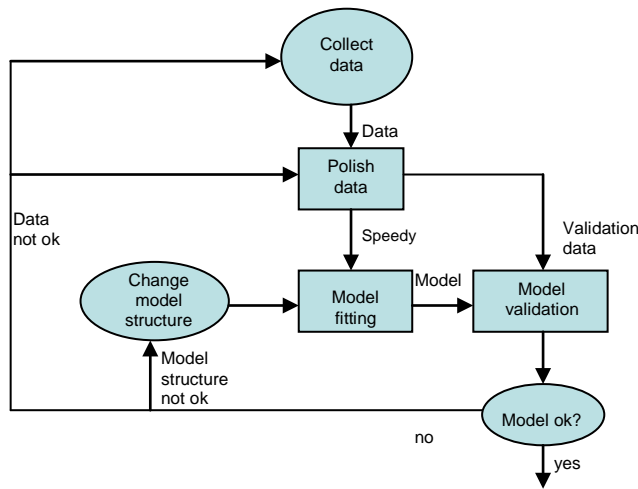 Collect
data
Data
Polish
data
Data
not ok
Speedy
Validation
data
Change
model
structure
Model
fitting
Model
Model
validation
Model
structure
not ok
Model ok?
no
yes